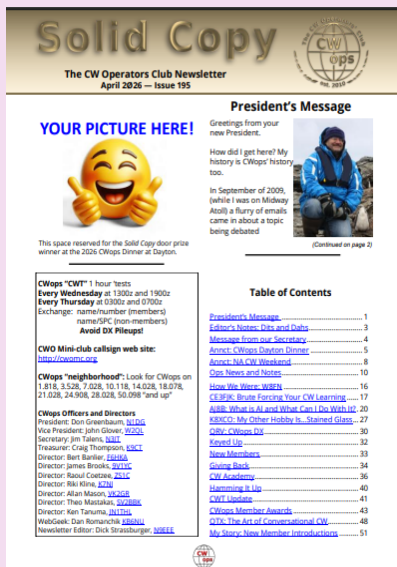 Solid Copy
The CW Operators' Club Newsletter
April 2026 — Issue 195
The CW Operators' Club
CW
ops
est. 2010
YOUR PICTURE HERE!
This space reserved for the Solid Copy door prize
winner at the 2026 CWops Dinner at Dayton.
President's Message
Greetings from your
new President.
How did I get here? My
history is CWops' history
too.
In September of 2009,
(while I was on Midway
Atoll) a flurry of emails
came in about a topic
being debated
(Continued on page 2)
CWops "CWT" 1 hour 'tests
Every Wednesday at 1300z and 1900z
Every Thursday at 0300z and 0700z
Exchange: name/number (members)
name/SPC (non-members)
Avoid DX Pileups!
CWO Mini-club callsign web site:
http://cwomc.org
CWops "neighborhood": Look for CWops on
1.818, 3.528, 7.028, 10.118, 14.028, 18.078,
21.028, 24.908, 28.028, 50.098 "and up"
CWops Officers and Directors
President: Don Greenbaum, N1DG
Vice President: John Glover, W2QL
Secretary: Jim Talens, N3JT
Treasurer: Craig Thompson, K9CT
Director: Bert Banlier, F6HKA
Director: James Brooks, 9V1YC
Director: Raoul Coetzee, ZS1C
Director: Riki Kline, K7NJ
Director: Allan Mason, VK2GR
Director: Theo Mastakas, SV2BBK
Director: Ken Tanuma, JN1THL
WebGeek: Dan Romanchik KB6NU
Newsletter Editor: Dick Strassburger, N9EEE
Table of Contents
President's Message 1
Editor's Notes: Dits and Dahs 3
Message from our Secretary 4
Annct: CWops Dayton Dinner 5
Annct: NA CW Weekend 8
Ops News and Notes 10
How We Were: W8FN 16
CE3FJK: Brute Forcing Your CW Learning 17
AJ8B: What is AI and What Can I Do With It? 20
K8XCO: My Other Hobby Is...Stained Glass 27
QRV: CWops DX 30
Keyed Up 32
New Members 33
Giving Back 34
CW Academy 36
Hamming It Up 40
CWT Update 41
CWops Member Awards 43
QTX: The Art of Conversational CW 48
My Story: New Member Introductions 51